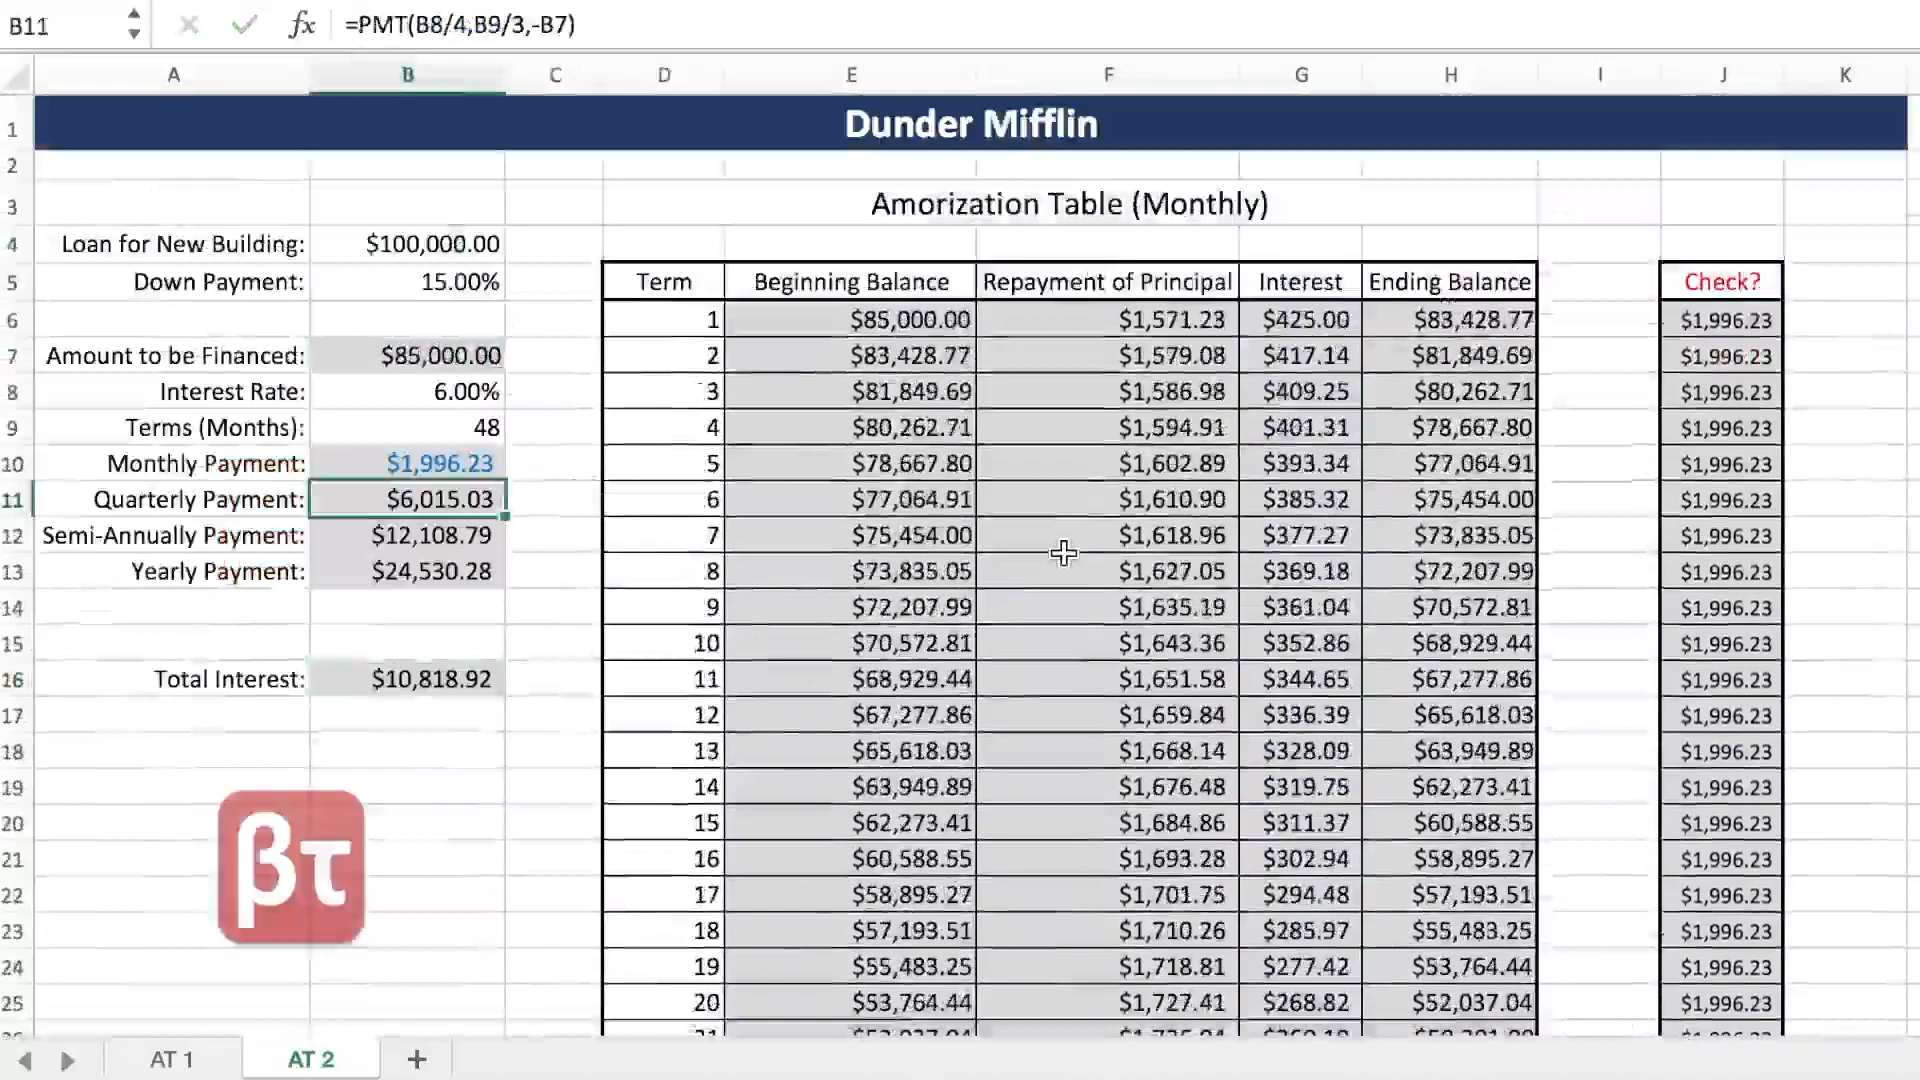 B11 fx =PMT(B8/4,B9/3,-B7)
A B C D E F G H I J K
1 Dunder Mifflin
2
3 Amorization Table (Monthly)
4 Loan for New Building: $100,000.00
5 Down Payment: 15.00% Term Beginning Balance Repayment of Principal Interest Ending Balance Check?
6 1 $85,000.00 $1,571.23 $425.00 $83,428.77 $1,996.23
7 Amount to be Financed: $85,000.00 2 $83,428.77 $1,579.08 $417.14 $81,849.69 $1,996.23
8 Interest Rate: 6.00% 3 $81,849.69 $1,586.98 $409.25 $80,262.71 $1,996.23
9 Terms (Months): 48 4 $80,262.71 $1,594.91 $401.31 $78,667.80 $1,996.23
10 Monthly Payment: $1,996.23 5 $78,667.80 $1,602.89 $393.34 $77,064.91 $1,996.23
11 Quarterly Payment: $6,015.03 6 $77,064.91 $1,610.90 $385.32 $75,454.00 $1,996.23
12 Semi-Annually Payment: $12,108.79 7 $75,454.00 $1,618.96 $377.27 $73,835.05 $1,996.23
13 Yearly Payment: $24,530.28 8 $73,835.05 $1,627.05 $369.18 $72,207.99 $1,996.23
14 9 $72,207.99 $1,635.19 $361.04 $70,572.81 $1,996.23
15 10 $70,572.81 $1,643.36 $352.86 $68,929.44 $1,996.23
16 Total Interest: $10,818.92 11 $68,929.44 $1,651.58 $344.65 $67,277.86 $1,996.23
17 12 $67,277.86 $1,659.84 $336.39 $65,618.03 $1,996.23
18 13 $65,618.03 $1,668.14 $328.09 $63,949.89 $1,996.23
19 14 $63,949.89 $1,676.48 $319.75 $62,273.41 $1,996.23
20 15 $62,273.41 $1,684.86 $311.37 $60,588.55 $1,996.23
21 16 $60,588.55 $1,693.28 $302.94 $58,895.27 $1,996.23
22 17 $58,895.27 $1,701.75 $294.48 $57,193.51 $1,996.23
23 18 $57,193.51 $1,710.26 $285.97 $55,483.25 $1,996.23
24 19 $55,483.25 $1,718.81 $277.42 $53,764.44 $1,996.23
25 20 $53,764.44 $1,727.41 $268.82 $52,037.04 $1,996.23
βτ
AT 1 AT 2 +